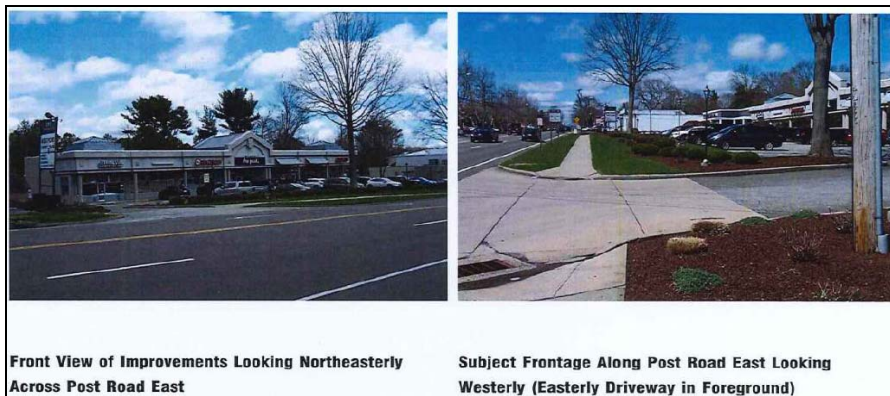 Front View of Improvements Looking Northeasterly
Across Post Road East
Subject Frontage Along Post Road East Looking
Westerly (Easterly Driveway in Foreground)